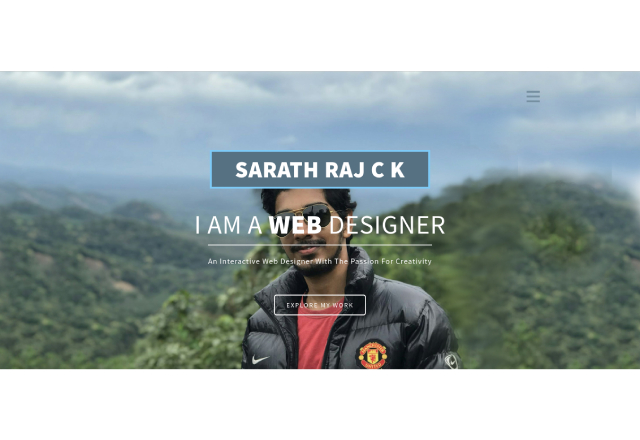 SARATH RAJ C K
I AM A WEB DESIGNER
An Interactive Web Designer With The Passion For Creativity
EXPLORE MY WORK